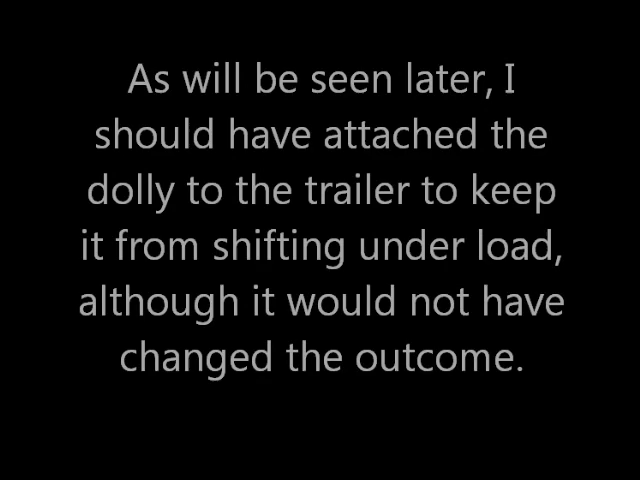 As will be seen later, I
should have attached the
dolly to the trailer to keep
it from shifting under load,
although it would not have
changed the outcome.